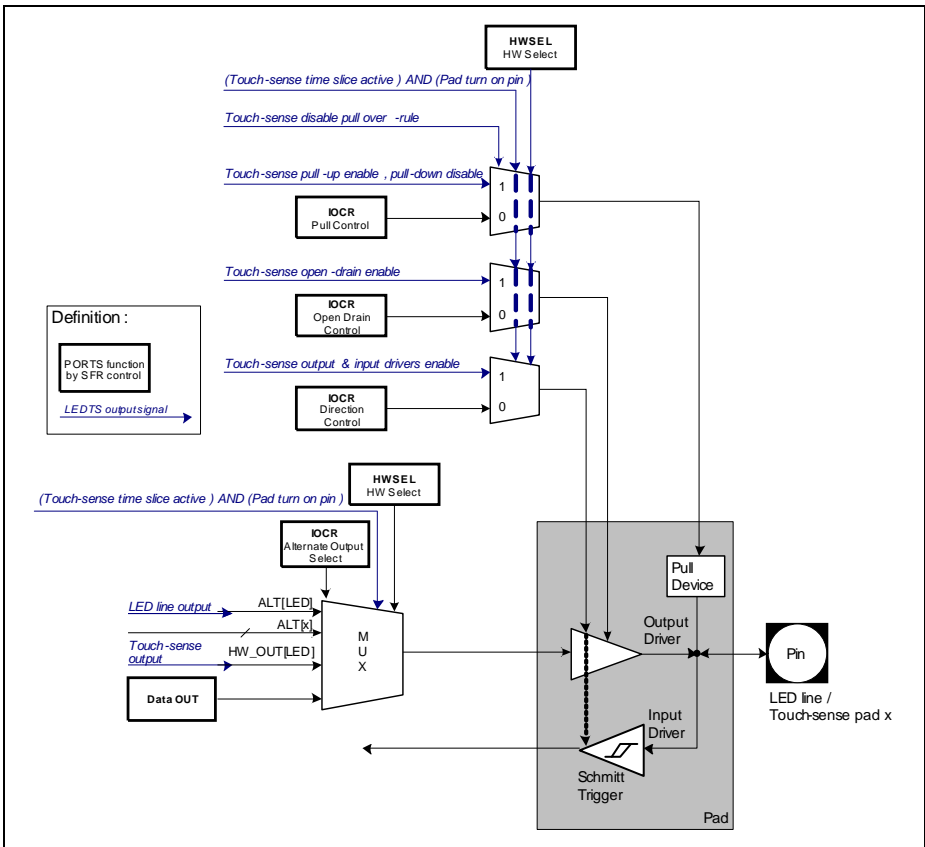 HWSEL
HW Select
(Touch-sense time slice active ) AND (Pad turn on pin )
Touch-sense disable pull over -rule
Touch-sense pull -up enable , pull-down disable
1
0
IOCR
Pull Control
Touch-sense open -drain enable
1
0
IOCR
Open Drain
Control
Touch-sense output & input drivers enable
1
0
IOCR
Direction
Control
Definition :
PORTS function
by SFR control
LEDTS output signal
HWSEL
HW Select
(Touch-sense time slice active ) AND (Pad turn on pin )
IOCR
Alternate Output
Select
LED line output
ALT[LED]
ALT[x]
Touch-sense
output
HW_OUT[LED]
Data OUT
M
U
X
Pull
Device
Output
Driver
Pin
LED line /
Touch-sense pad x
Input
Driver
Schmitt
Trigger
Pad